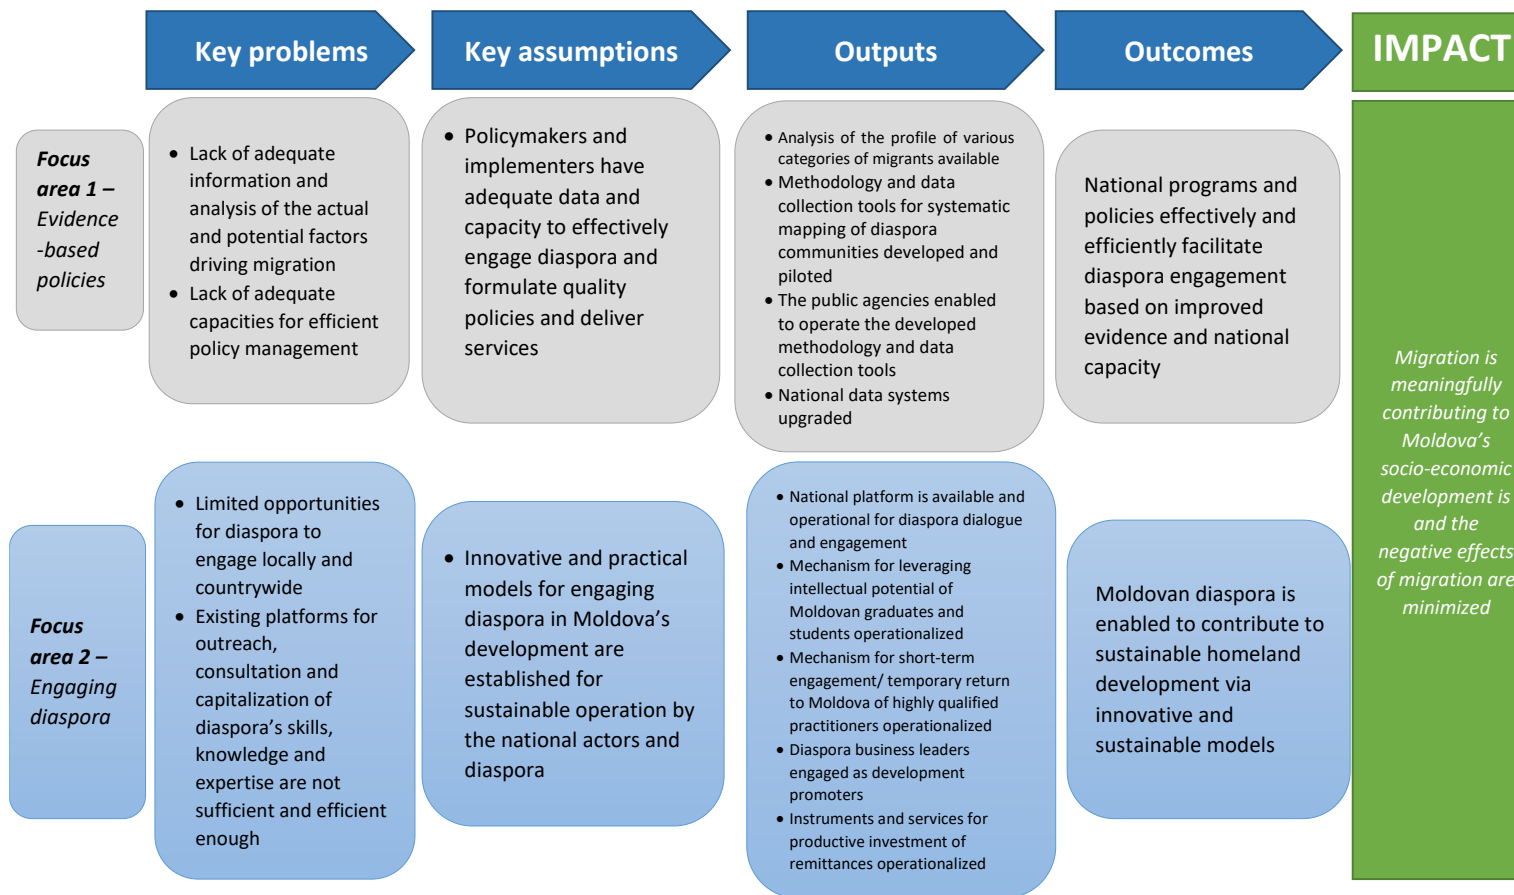 Key problems
Key assumptions
Outputs
Outcomes
IMPACT
Focus
area 1 –
Evidence
-based
policies
• Lack of adequate
information and
analysis of the actual
and potential factors
driving migration
• Lack of adequate
capacities for efficient
policy management
• Policymakers and
implementers have
adequate data and
capacity to effectively
engage diaspora and
formulate quality
policies and deliver
services
• Analysis of the profile of various
categories of migrants available
• Methodology and data
collection tools for systematic
mapping of diaspora
communities developed and
piloted
• The public agencies enabled
to operate the developed
methodology and data
collection tools
• National data systems
upgraded
National programs and
policies effectively and
efficiently facilitate
diaspora engagement
based on improved
evidence and national
capacity
Focus
area 2 –
Engaging
diaspora
• Limited opportunities
for diaspora to
engage locally and
countrywide
• Existing platforms for
outreach,
consultation and
capitalization of
diaspora’s skills,
knowledge and
expertise are not
sufficient and efficient
enough
• Innovative and practical
models for engaging
diaspora in Moldova’s
development are
established for
sustainable operation by
the national actors and
diaspora
• National platform is available and
operational for diaspora dialogue
and engagement
• Mechanism for leveraging
intellectual potential of
Moldovan graduates and
students operationalized
• Mechanism for short-term
engagement/ temporary return
to Moldova of highly qualified
practitioners operationalized
• Diaspora business leaders
engaged as development
promoters
• Instruments and services for
productive investment of
remittances operationalized
Moldovan diaspora is
enabled to contribute to
sustainable homeland
development via
innovative and
sustainable models
Migration is
meaningfully
contributing to
Moldova’s
socio-economic
development is
and the
negative effects
of migration are
minimized